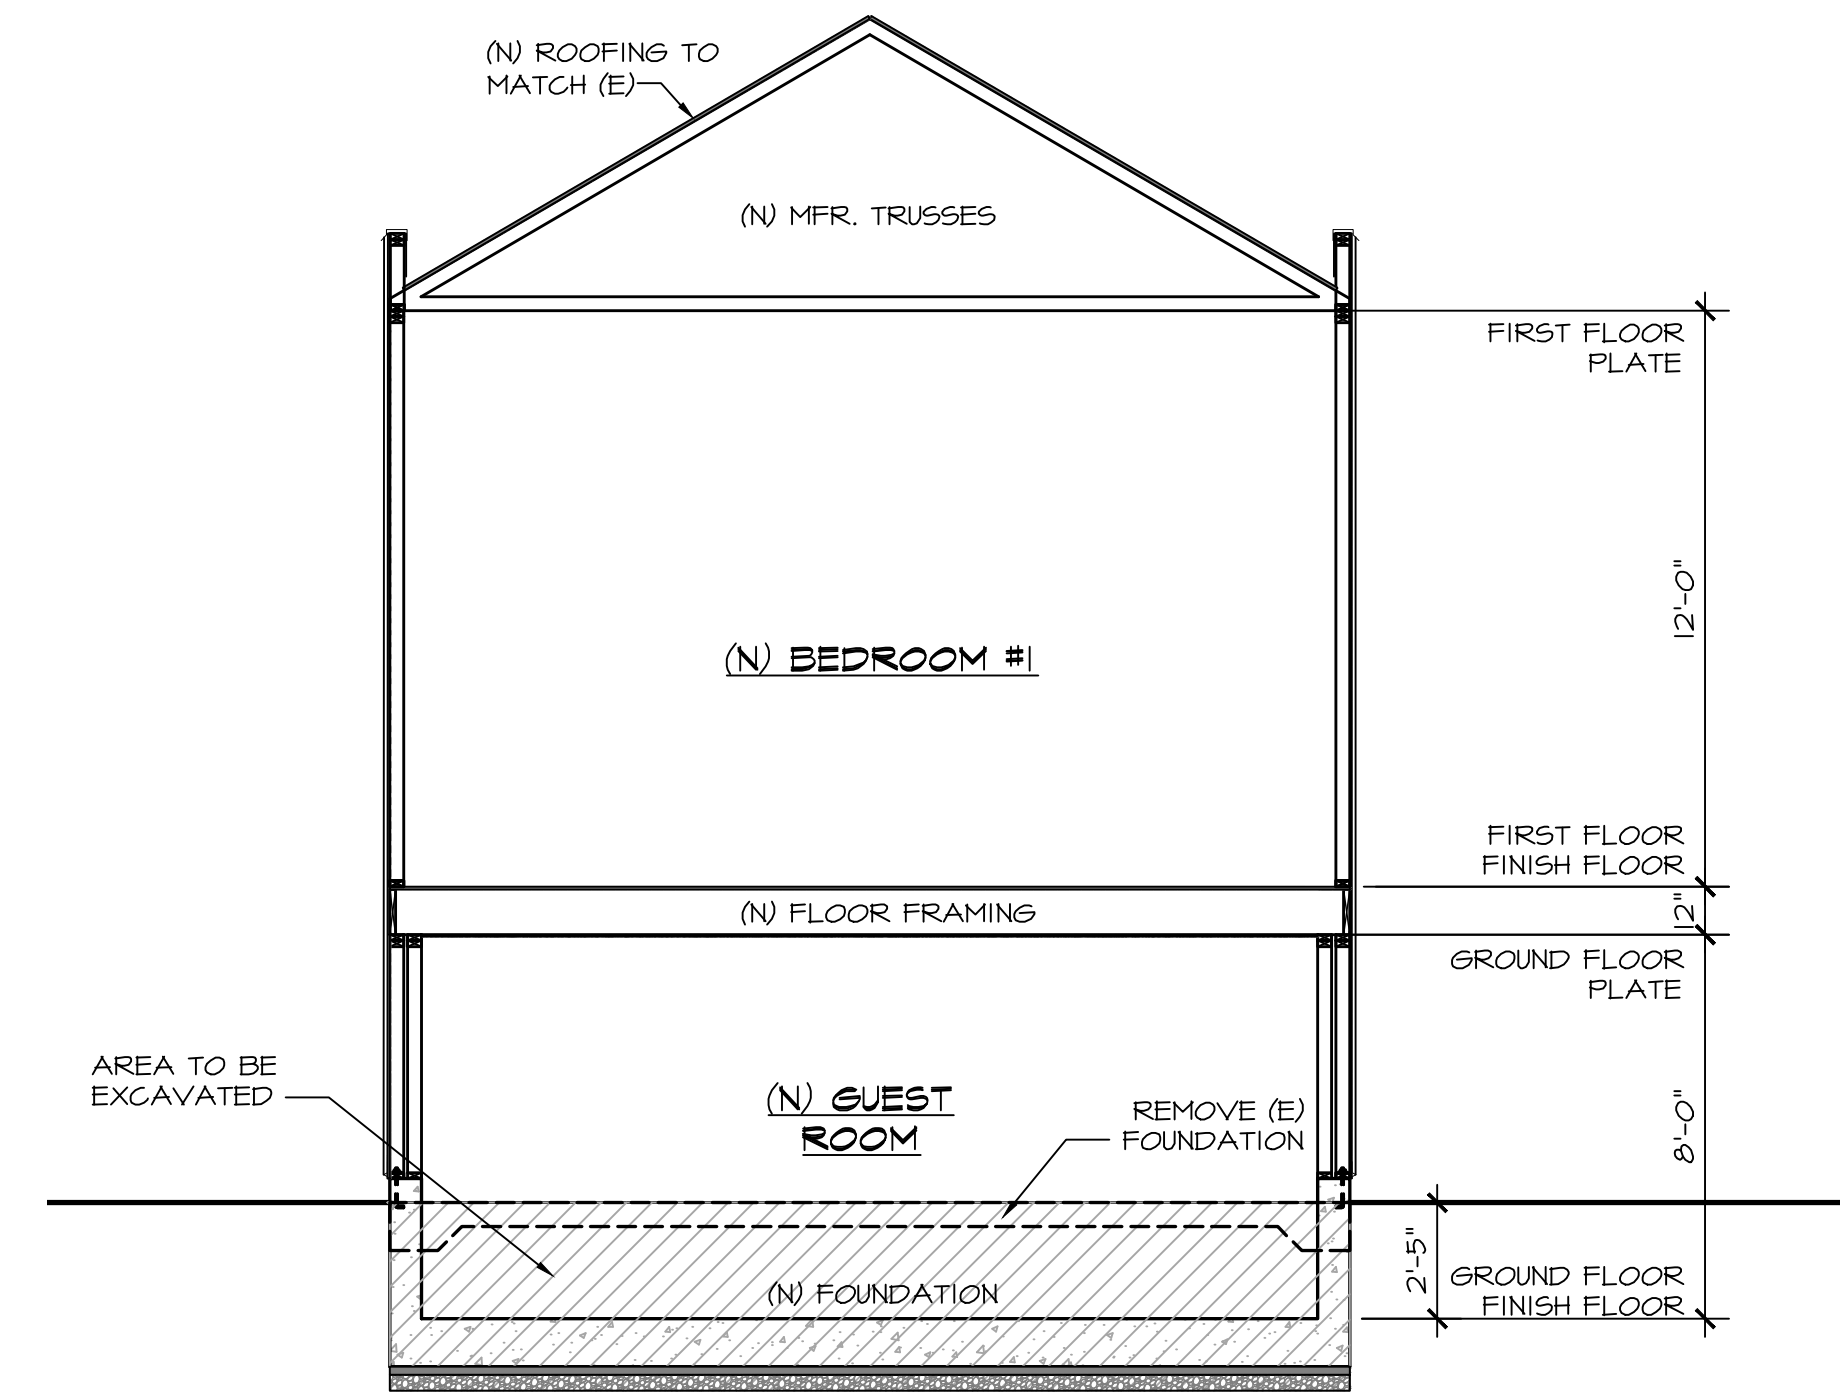 (N) ROOFING TO
MATCH (E)
(N) MFR. TRUSSES
FIRST FLOOR
PLATE
12'-0"
(N) BEDROOM #1
FIRST FLOOR
FINISH FLOOR
(N) FLOOR FRAMING
12"
GROUND FLOOR
PLATE
AREA TO BE
EXCAVATED
(N) GUEST
ROOM
REMOVE (E)
FOUNDATION
8'-0"
2'-5"
GROUND FLOOR
FINISH FLOOR
(N) FOUNDATION